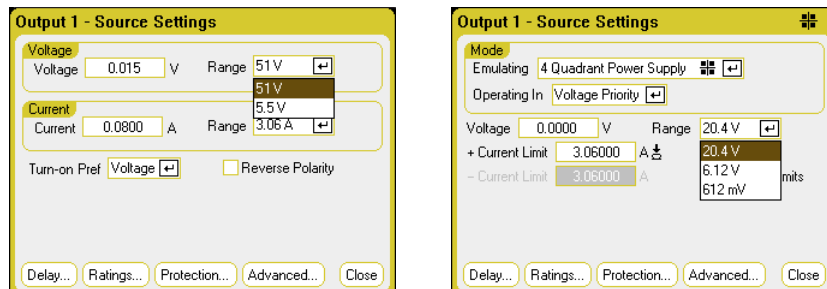 Output 1 - Source Settings
Voltage
Voltage 0.015 V Range 51 V
51 V
5.5 V
Current
Current 0.0800 A Range 3.06 A
Turn-on Pref Voltage Reverse Polarity
Delay... Ratings... Protection... Advanced... Close
Output 1 - Source Settings
Mode
Emulating 4 Quadrant Power Supply
Operating In Voltage Priority
Voltage 0.0000 V Range 20.4 V
+ Current Limit 3.06000 A 20.4 V
6.12 V
- Current Limit 3.06000 A mits
612 mV
Delay... Ratings... Protection... Advanced... Close